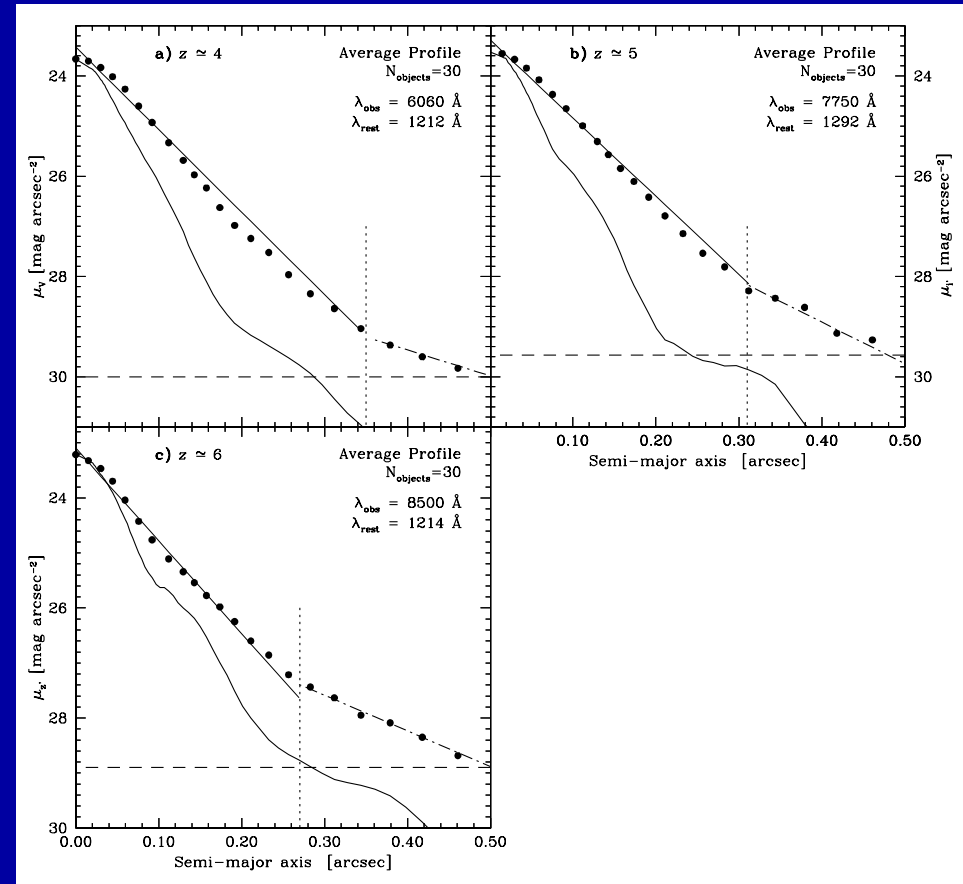 a) z ≃ 4
Average Profile
N_objects=30
λ_obs = 6060 Å
λ_rest = 1212 Å
24
26
28
30
μ_v [mag arcsec⁻²]
b) z ≃ 5
Average Profile
N_objects=30
λ_obs = 7750 Å
λ_rest = 1292 Å
24
26
28
30
μ_i' [mag arcsec⁻²]
0.10 0.20 0.30 0.40 0.50
Semi-major axis [arcsec]
c) z ≃ 6
Average Profile
N_objects=30
λ_obs = 8500 Å
λ_rest = 1214 Å
24
26
28
30
μ_z' [mag arcsec⁻²]
0.00 0.10 0.20 0.30 0.40 0.50
Semi-major axis [arcsec]